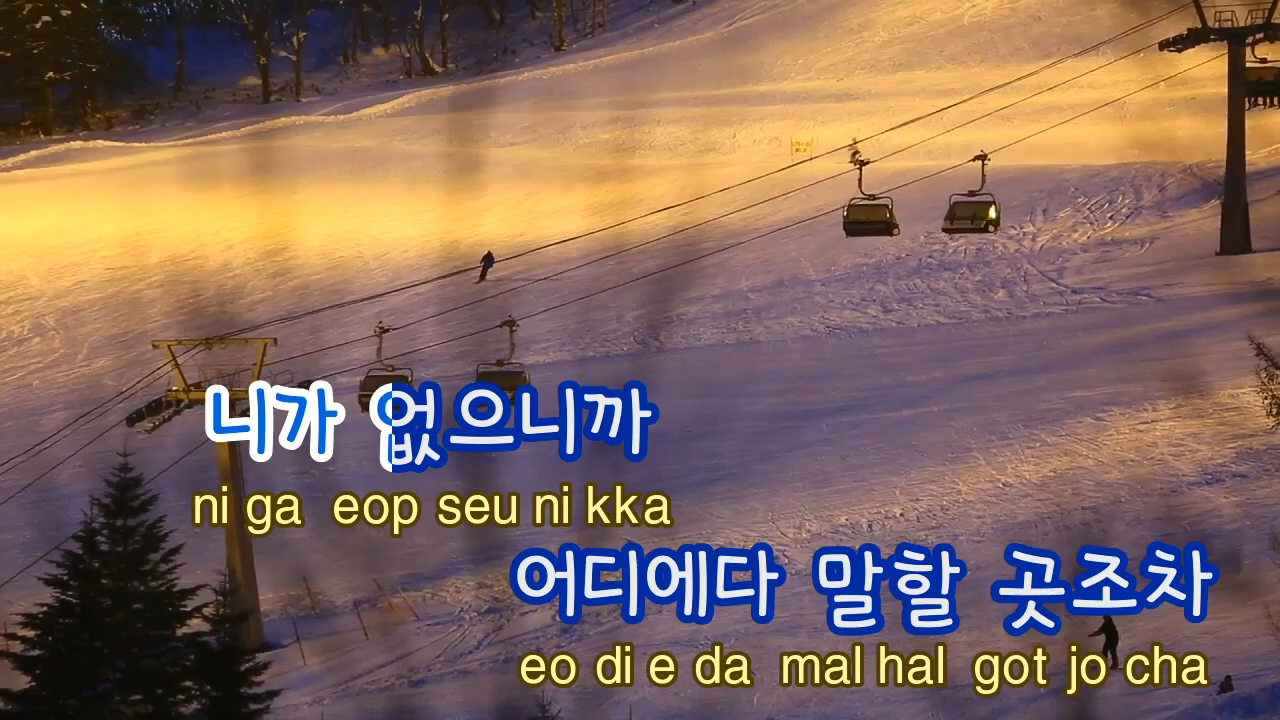 니가 없으니까
ni ga eop seu ni kka
어디에다 말할 곳조차
eo di e da mal hal got jo cha